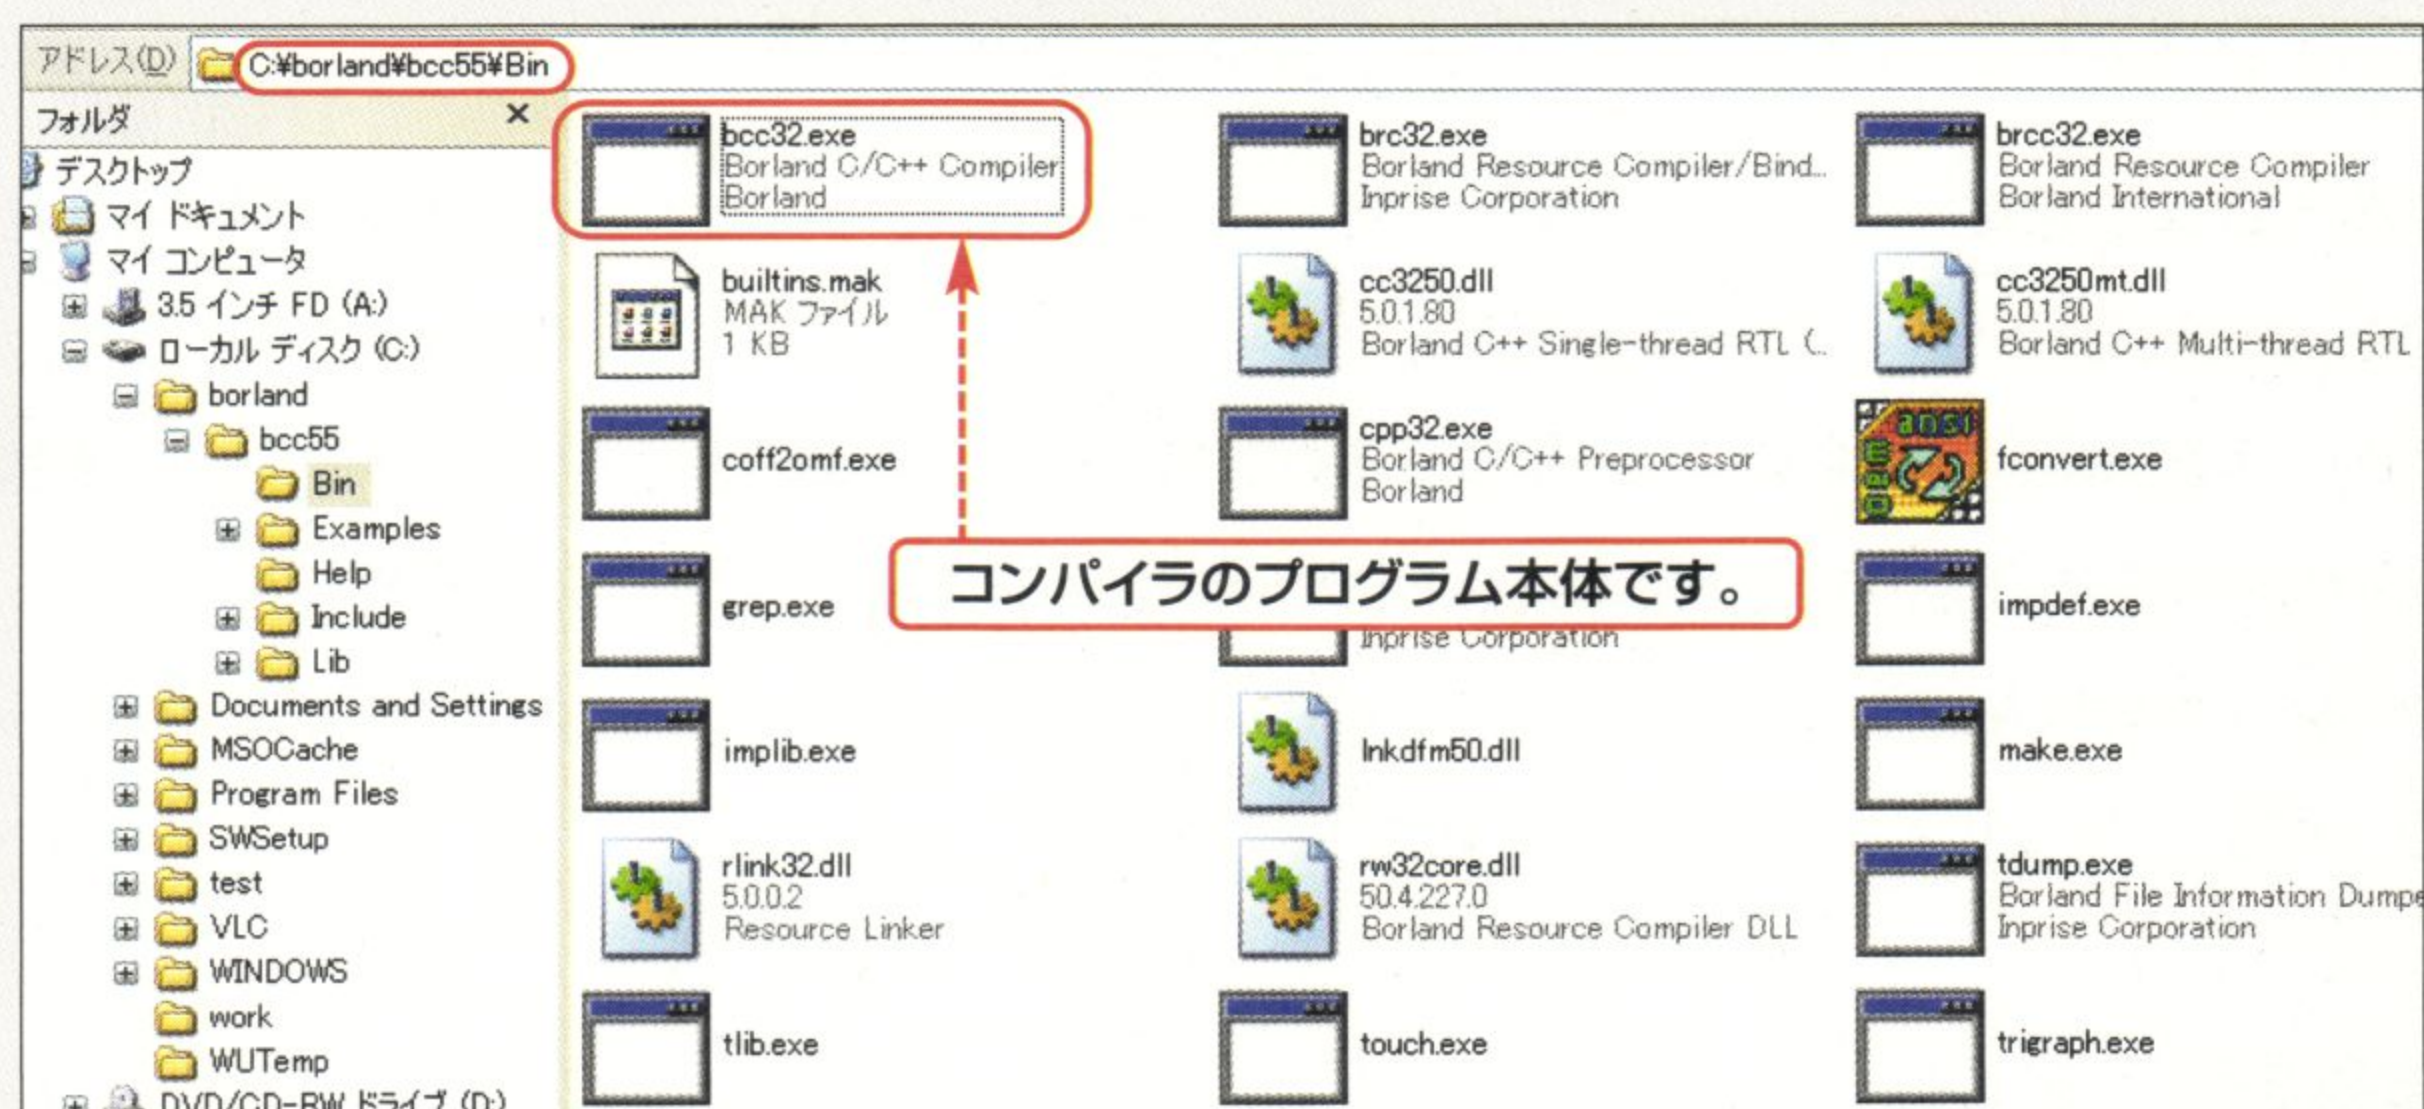 アドレス(D) C:¥borland¥bcc55¥Bin
フォルダ ×
デスクトップ
マイ ドキュメント
マイ コンピュータ
3.5 インチ FD (A:)
ローカル ディスク (C:)
borland
bcc55
Bin
Examples
Help
Include
Lib
Documents and Settings
MSOCache
Program Files
SWSetup
test
VLC
WINDOWS
work
WUTemp
DVD/CD-RW ドライブ (D:)
bcc32.exe
Borland C/C++ Compiler
Borland
brc32.exe
Borland Resource Compiler/Bind...
Inprise Corporation
brcc32.exe
Borland Resource Compiler
Borland International
builtins.mak
MAK ファイル
1 KB
cc3250.dll
5.0.1.80
Borland C++ Single-thread RTL (...
cc3250mt.dll
5.0.1.80
Borland C++ Multi-thread RTL
coff2omf.exe
cpp32.exe
Borland C/C++ Preprocessor
Borland
ansi
fconvert.exe
grep.exe
コンパイラのプログラム本体です。
Inprise Corporation
impdef.exe
implib.exe
lnkdfm50.dll
make.exe
rlink32.dll
5.0.0.2
Resource Linker
rw32core.dll
50.4.227.0
Borland Resource Compiler DLL
tdump.exe
Borland File Information Dumpe
Inprise Corporation
tlib.exe
touch.exe
trigraph.exe